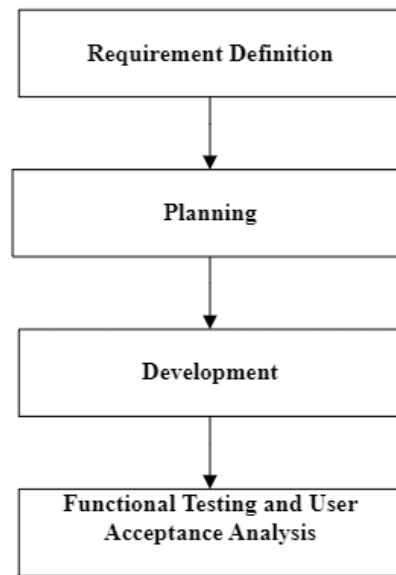 Requirement Definition
Planning
Development
Functional Testing and User
Acceptance Analysis